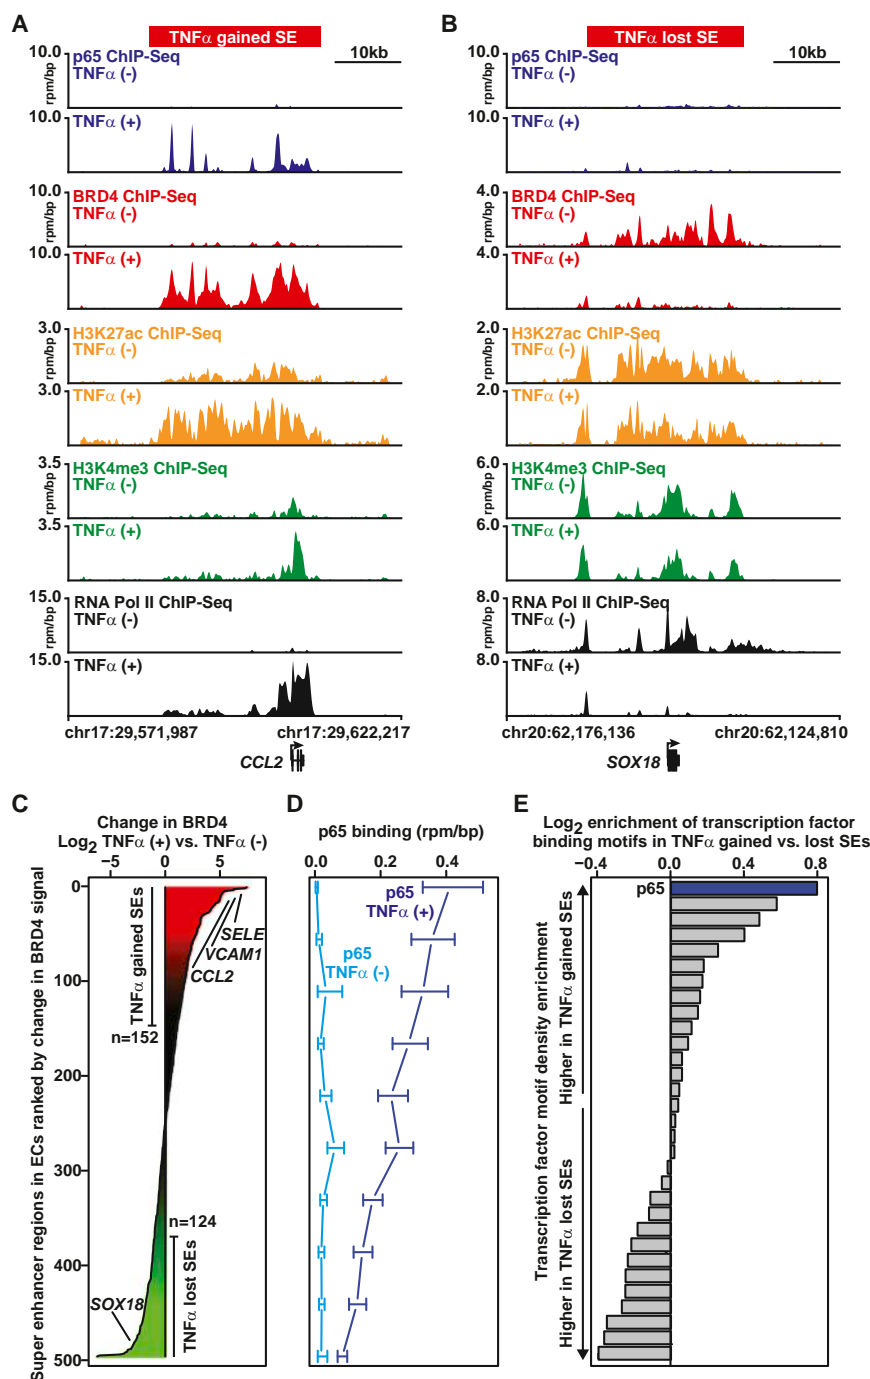 A
TNFα gained SE
10.0
p65 ChIP-Seq
TNFα (-)
10kb
rpm/bp
10.0
TNFα (+)
10.0
BRD4 ChIP-Seq
TNFα (-)
rpm/bp
10.0
TNFα (+)
3.0
H3K27ac ChIP-Seq
TNFα (-)
rpm/bp
3.0
TNFα (+)
3.5
H3K4me3 ChIP-Seq
TNFα (-)
rpm/bp
3.5
TNFα (+)
15.0
RNA Pol II ChIP-Seq
TNFα (-)
rpm/bp
15.0
TNFα (+)
chr17:29,571,987
chr17:29,622,217
CCL2
B
TNFα lost SE
10.0
p65 ChIP-Seq
TNFα (-)
10kb
rpm/bp
10.0
TNFα (+)
4.0
BRD4 ChIP-Seq
TNFα (-)
rpm/bp
4.0
TNFα (+)
2.0
H3K27ac ChIP-Seq
TNFα (-)
rpm/bp
2.0
TNFα (+)
6.0
H3K4me3 ChIP-Seq
TNFα (-)
rpm/bp
6.0
TNFα (+)
8.0
RNA Pol II ChIP-Seq
TNFα (-)
rpm/bp
8.0
TNFα (+)
chr20:62,176,136
chr20:62,124,810
SOX18
C
Change in BRD4
Log2 TNFα (+) vs. TNFα (-)
−5 0 5
Super enhancer regions in ECs ranked by change in BRD4 signal
0
100
200
300
400
500
TNFα gained SEs
n=152
SELE
VCAM1
CCL2
n=124
TNFα lost SEs
SOX18
D
p65 binding (rpm/bp)
0.0 0.2 0.4
p65
TNFα (+)
p65
TNFα (-)
E
Log2 enrichment of transcription factor
binding motifs in TNFα gained vs. lost SEs
−0.4 0.0 0.4 0.8
p65
Transcription factor motif density enrichment
Higher in TNFα gained SEs
Higher in TNFα lost SEs